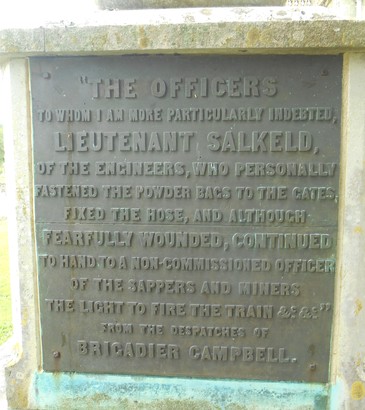 "THE OFFICERS
TO WHOM I AM MORE PARTICULARLY INDEBTED,
LIEUTENANT SALKELD,
OF THE ENGINEERS, WHO PERSONALLY
FASTENED THE POWDER BAGS TO THE GATES,
FIXED THE HOSE, AND ALTHOUGH
FEARFULLY WOUNDED, CONTINUED
TO HAND TO A NON-COMMISSIONED OFFICER
OF THE SAPPERS AND MINERS
THE LIGHT TO FIRE THE TRAIN &c &c"
FROM THE DESPATCHES OF
BRIGADIER CAMPBELL.